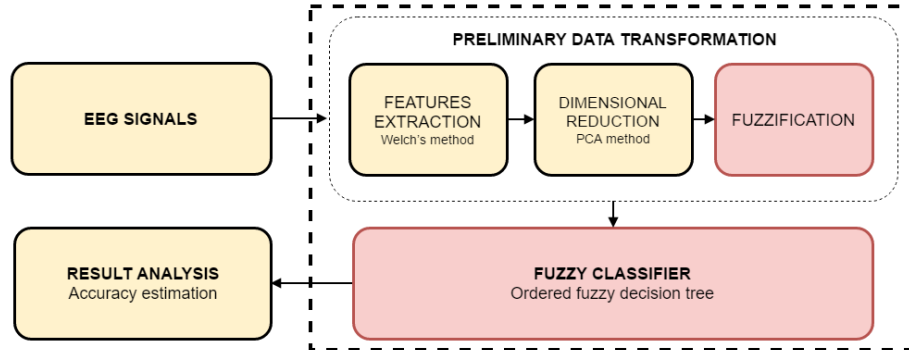 PRELIMINARY DATA TRANSFORMATION
EEG SIGNALS
FEATURES
EXTRACTION
Welch's method
DIMENSIONAL
REDUCTION
PCA method
FUZZIFICATION
FUZZY CLASSIFIER
Ordered fuzzy decision tree
RESULT ANALYSIS
Accuracy estimation